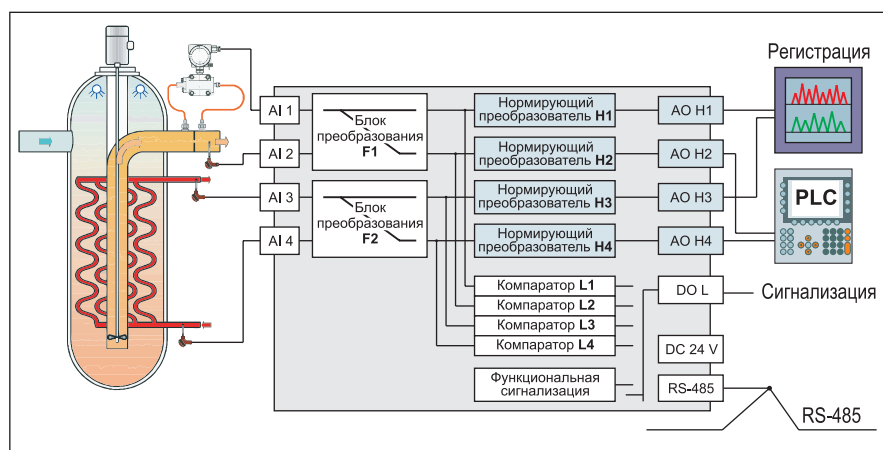 Регистрация
AI 1
AI 2
AI 3
AI 4
Блок
преобразования
F1
Блок
преобразования
F2
Нормирующий
преобразователь H1
Нормирующий
преобразователь H2
Нормирующий
преобразователь H3
Нормирующий
преобразователь H4
AO H1
AO H2
AO H3
AO H4
PLC
Компаратор L1
Компаратор L2
Компаратор L3
Компаратор L4
Функциональная
сигнализация
DO L
Сигнализация
DC 24 V
RS-485
RS-485